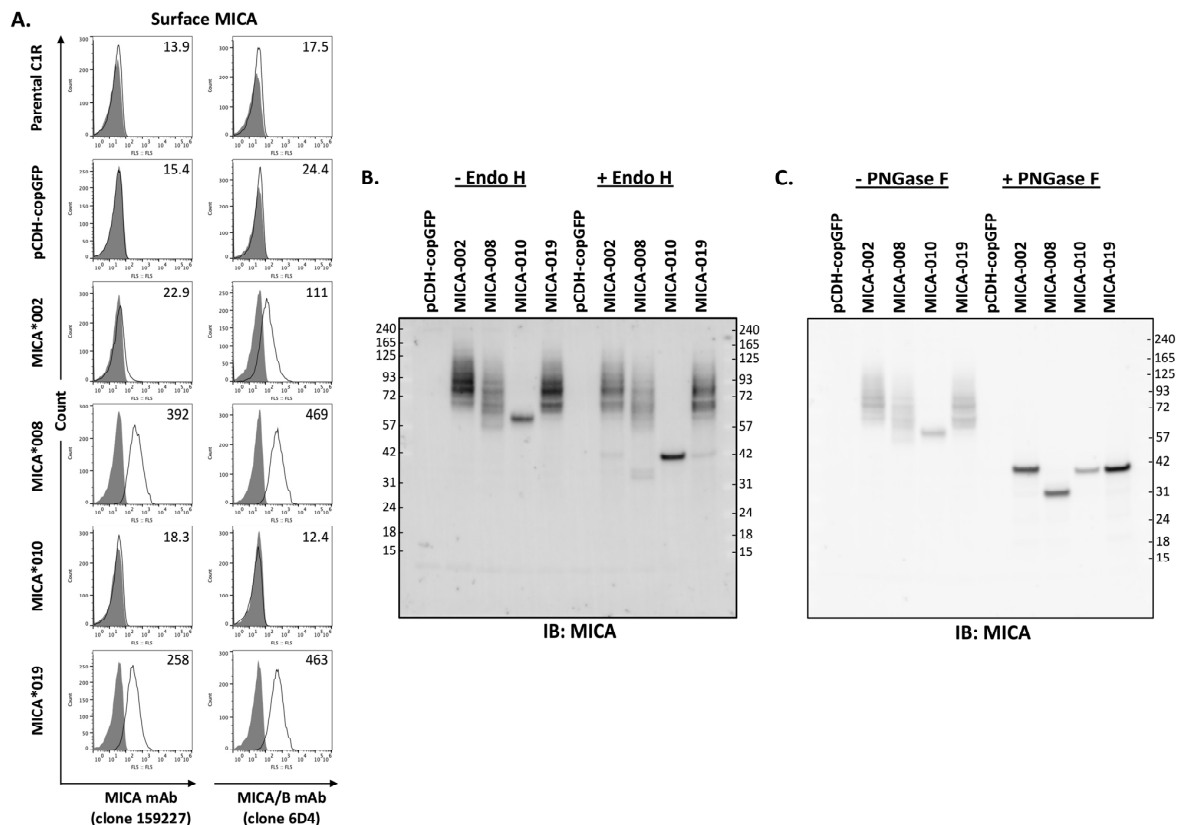 A.
Surface MICA
Parental C1R
13.9
17.5
pCDH-copGFP
15.4
24.4
MICA*002
22.9
111
Count
MICA*008
392
469
MICA*010
18.3
12.4
MICA*019
258
463
MICA mAb
(clone 159227)
MICA/B mAb
(clone 6D4)
B.
- Endo H
+ Endo H
pCDH-copGFP
MICA-002
MICA-008
MICA-010
MICA-019
pCDH-copGFP
MICA-002
MICA-008
MICA-010
MICA-019
240
165
125
93
72
57
42
31
24
18
15
240
165
125
93
72
57
42
31
24
18
15
IB: MICA
C.
- PNGase F
+ PNGase F
pCDH-copGFP
MICA-002
MICA-008
MICA-010
MICA-019
pCDH-copGFP
MICA-002
MICA-008
MICA-010
MICA-019
240
165
125
93
72
57
42
31
24
18
15
IB: MICA